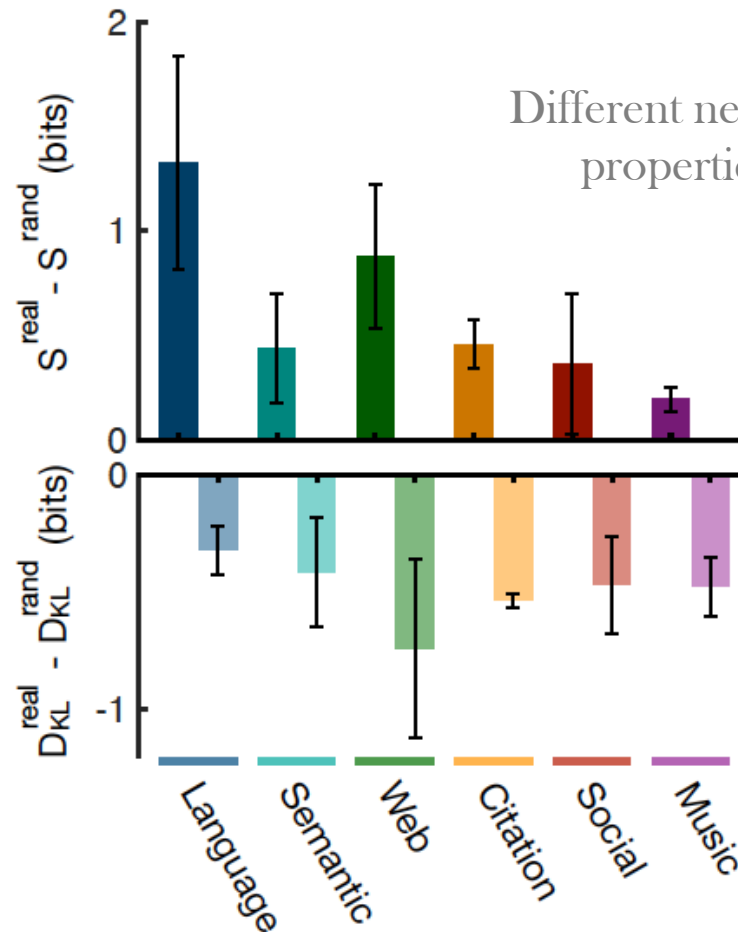 2
Different ne
propertie
1
0
S^real - S^rand (bits)
0
-1
D_KL^real - D_KL^rand (bits)
Language
Semantic
Web
Citation
Social
Music